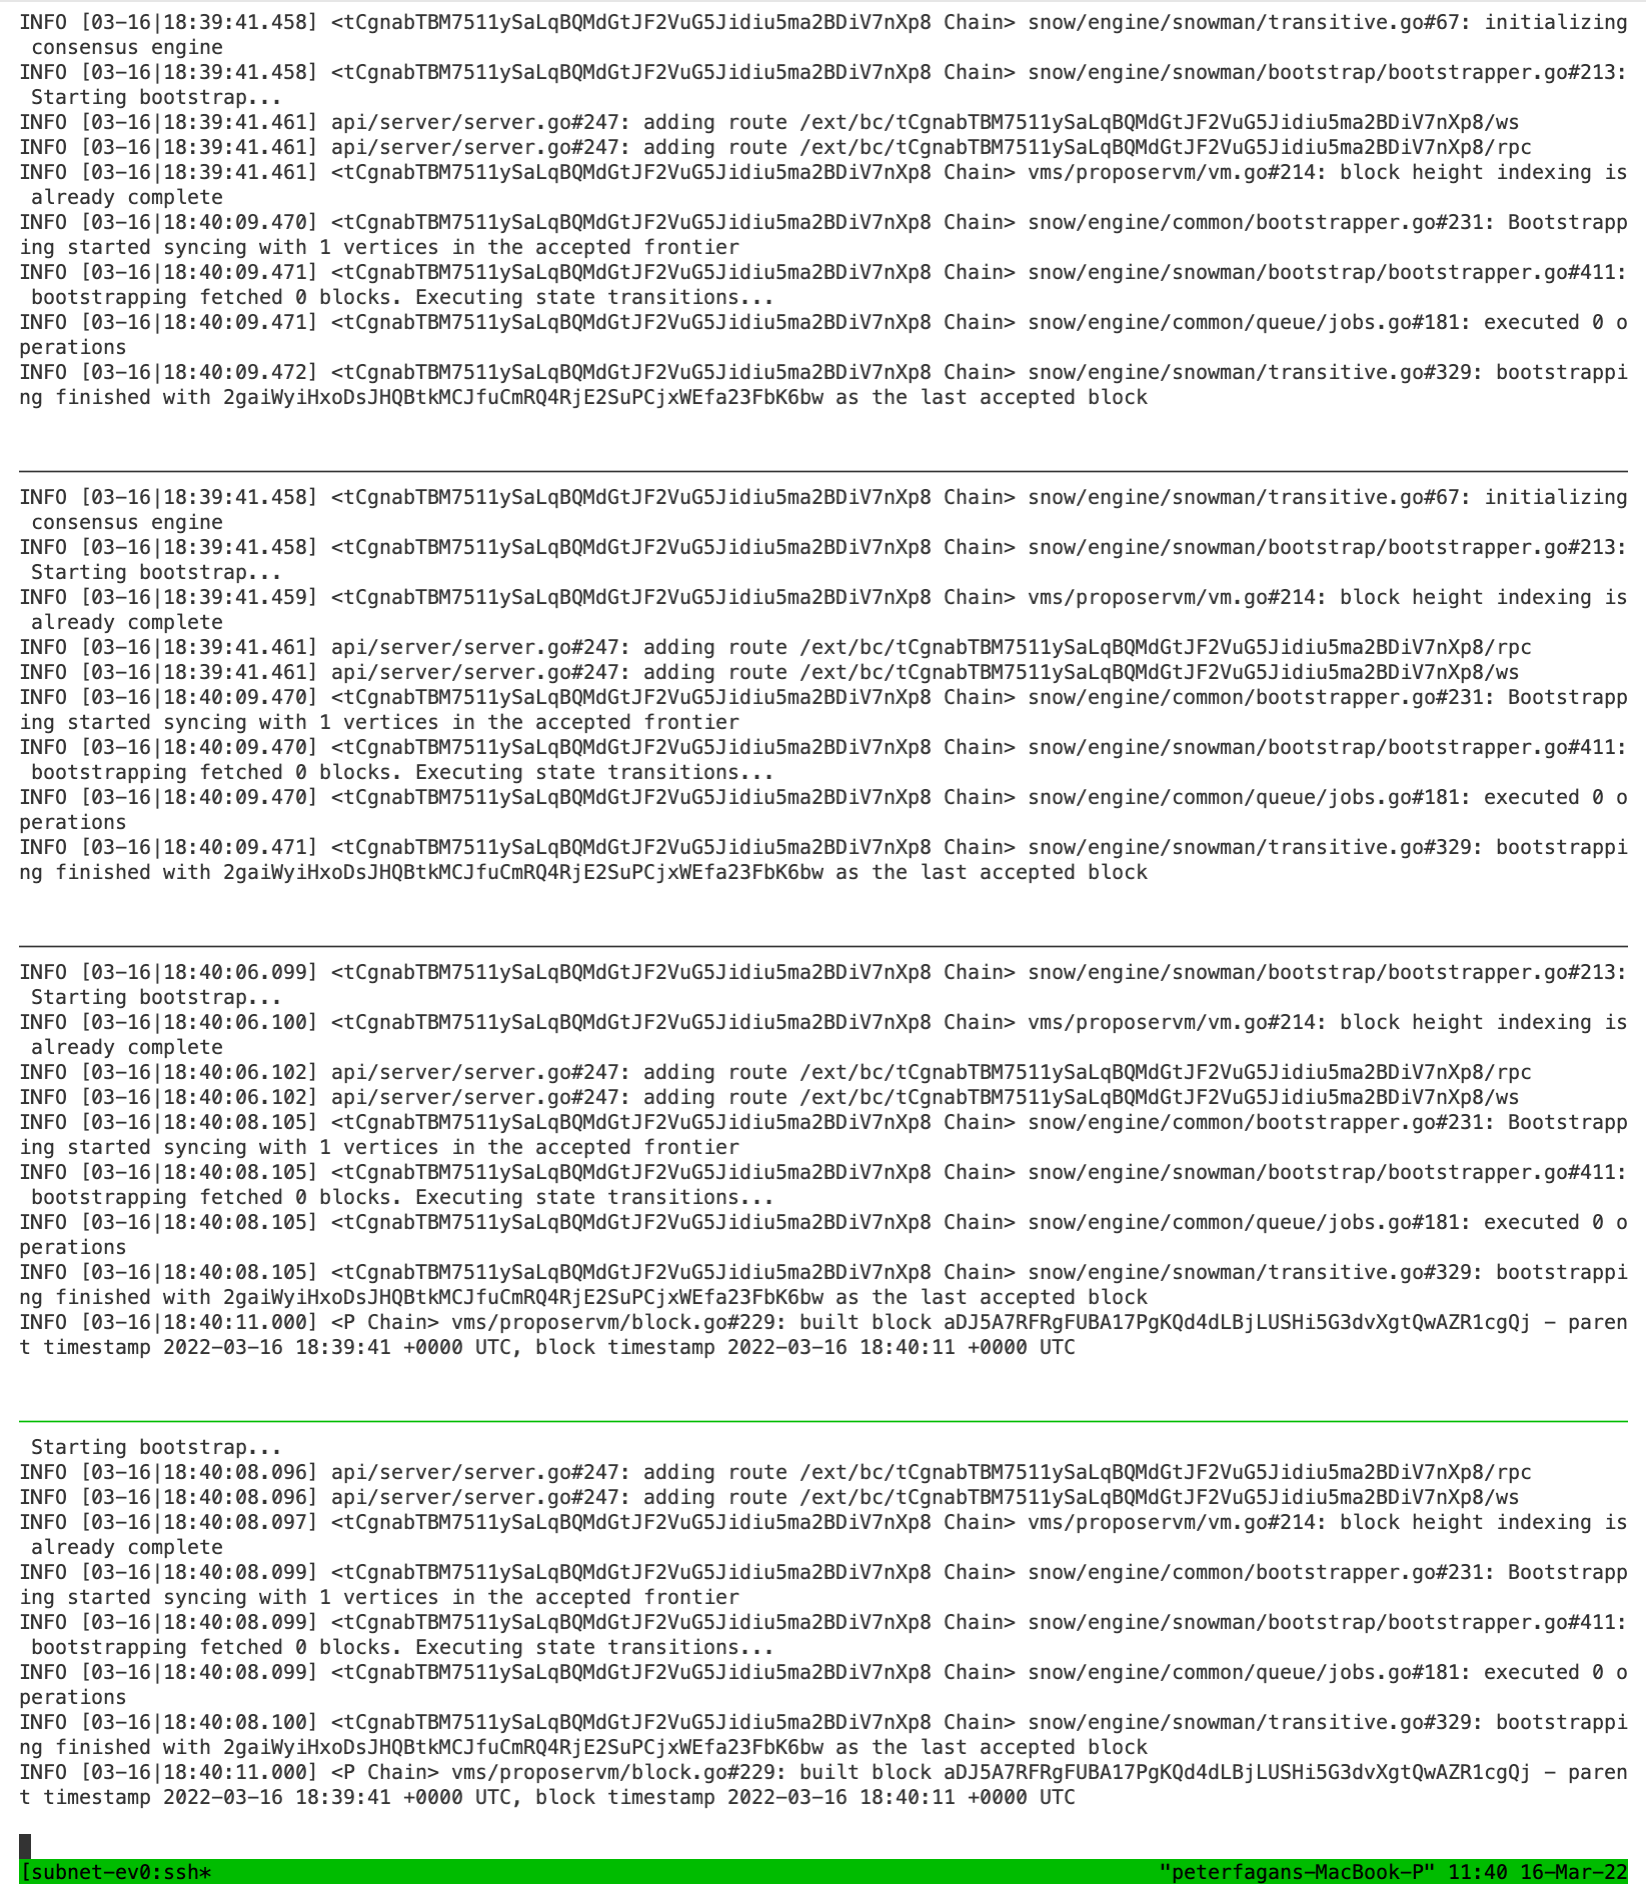 INFO [03-16|18:39:41.458] <tCgnabTBM7511ySaLqBQMdGtJF2VuG5Jidiu5ma2BDiV7nXp8 Chain> snow/engine/snowman/transitive.go#67: initializing
 consensus engine
INFO [03-16|18:39:41.458] <tCgnabTBM7511ySaLqBQMdGtJF2VuG5Jidiu5ma2BDiV7nXp8 Chain> snow/engine/snowman/bootstrap/bootstrapper.go#213:
 Starting bootstrap...
INFO [03-16|18:39:41.461] api/server/server.go#247: adding route /ext/bc/tCgnabTBM7511ySaLqBQMdGtJF2VuG5Jidiu5ma2BDiV7nXp8/ws
INFO [03-16|18:39:41.461] api/server/server.go#247: adding route /ext/bc/tCgnabTBM7511ySaLqBQMdGtJF2VuG5Jidiu5ma2BDiV7nXp8/rpc
INFO [03-16|18:39:41.461] <tCgnabTBM7511ySaLqBQMdGtJF2VuG5Jidiu5ma2BDiV7nXp8 Chain> vms/proposervm/vm.go#214: block height indexing is
 already complete
INFO [03-16|18:40:09.470] <tCgnabTBM7511ySaLqBQMdGtJF2VuG5Jidiu5ma2BDiV7nXp8 Chain> snow/engine/common/bootstrapper.go#231: Bootstrapp
ing started syncing with 1 vertices in the accepted frontier
INFO [03-16|18:40:09.471] <tCgnabTBM7511ySaLqBQMdGtJF2VuG5Jidiu5ma2BDiV7nXp8 Chain> snow/engine/snowman/bootstrap/bootstrapper.go#411:
 bootstrapping fetched 0 blocks. Executing state transitions...
INFO [03-16|18:40:09.471] <tCgnabTBM7511ySaLqBQMdGtJF2VuG5Jidiu5ma2BDiV7nXp8 Chain> snow/engine/common/queue/jobs.go#181: executed 0 o
perations
INFO [03-16|18:40:09.472] <tCgnabTBM7511ySaLqBQMdGtJF2VuG5Jidiu5ma2BDiV7nXp8 Chain> snow/engine/snowman/transitive.go#329: bootstrappi
ng finished with 2gaiWyiHxoDsJHQBtkMCJfuCmRQ4RjE2SuPCjxWEfa23FbK6bw as the last accepted block
INFO [03-16|18:39:41.458] <tCgnabTBM7511ySaLqBQMdGtJF2VuG5Jidiu5ma2BDiV7nXp8 Chain> snow/engine/snowman/transitive.go#67: initializing
 consensus engine
INFO [03-16|18:39:41.458] <tCgnabTBM7511ySaLqBQMdGtJF2VuG5Jidiu5ma2BDiV7nXp8 Chain> snow/engine/snowman/bootstrap/bootstrapper.go#213:
 Starting bootstrap...
INFO [03-16|18:39:41.459] <tCgnabTBM7511ySaLqBQMdGtJF2VuG5Jidiu5ma2BDiV7nXp8 Chain> vms/proposervm/vm.go#214: block height indexing is
 already complete
INFO [03-16|18:39:41.461] api/server/server.go#247: adding route /ext/bc/tCgnabTBM7511ySaLqBQMdGtJF2VuG5Jidiu5ma2BDiV7nXp8/rpc
INFO [03-16|18:39:41.461] api/server/server.go#247: adding route /ext/bc/tCgnabTBM7511ySaLqBQMdGtJF2VuG5Jidiu5ma2BDiV7nXp8/ws
INFO [03-16|18:40:09.470] <tCgnabTBM7511ySaLqBQMdGtJF2VuG5Jidiu5ma2BDiV7nXp8 Chain> snow/engine/common/bootstrapper.go#231: Bootstrapp
ing started syncing with 1 vertices in the accepted frontier
INFO [03-16|18:40:09.470] <tCgnabTBM7511ySaLqBQMdGtJF2VuG5Jidiu5ma2BDiV7nXp8 Chain> snow/engine/snowman/bootstrap/bootstrapper.go#411:
 bootstrapping fetched 0 blocks. Executing state transitions...
INFO [03-16|18:40:09.470] <tCgnabTBM7511ySaLqBQMdGtJF2VuG5Jidiu5ma2BDiV7nXp8 Chain> snow/engine/common/queue/jobs.go#181: executed 0 o
perations
INFO [03-16|18:40:09.471] <tCgnabTBM7511ySaLqBQMdGtJF2VuG5Jidiu5ma2BDiV7nXp8 Chain> snow/engine/snowman/transitive.go#329: bootstrappi
ng finished with 2gaiWyiHxoDsJHQBtkMCJfuCmRQ4RjE2SuPCjxWEfa23FbK6bw as the last accepted block
INFO [03-16|18:40:06.099] <tCgnabTBM7511ySaLqBQMdGtJF2VuG5Jidiu5ma2BDiV7nXp8 Chain> snow/engine/snowman/bootstrap/bootstrapper.go#213:
 Starting bootstrap...
INFO [03-16|18:40:06.100] <tCgnabTBM7511ySaLqBQMdGtJF2VuG5Jidiu5ma2BDiV7nXp8 Chain> vms/proposervm/vm.go#214: block height indexing is
 already complete
INFO [03-16|18:40:06.102] api/server/server.go#247: adding route /ext/bc/tCgnabTBM7511ySaLqBQMdGtJF2VuG5Jidiu5ma2BDiV7nXp8/rpc
INFO [03-16|18:40:06.102] api/server/server.go#247: adding route /ext/bc/tCgnabTBM7511ySaLqBQMdGtJF2VuG5Jidiu5ma2BDiV7nXp8/ws
INFO [03-16|18:40:08.105] <tCgnabTBM7511ySaLqBQMdGtJF2VuG5Jidiu5ma2BDiV7nXp8 Chain> snow/engine/common/bootstrapper.go#231: Bootstrapp
ing started syncing with 1 vertices in the accepted frontier
INFO [03-16|18:40:08.105] <tCgnabTBM7511ySaLqBQMdGtJF2VuG5Jidiu5ma2BDiV7nXp8 Chain> snow/engine/snowman/bootstrap/bootstrapper.go#411:
 bootstrapping fetched 0 blocks. Executing state transitions...
INFO [03-16|18:40:08.105] <tCgnabTBM7511ySaLqBQMdGtJF2VuG5Jidiu5ma2BDiV7nXp8 Chain> snow/engine/common/queue/jobs.go#181: executed 0 o
perations
INFO [03-16|18:40:08.105] <tCgnabTBM7511ySaLqBQMdGtJF2VuG5Jidiu5ma2BDiV7nXp8 Chain> snow/engine/snowman/transitive.go#329: bootstrappi
ng finished with 2gaiWyiHxoDsJHQBtkMCJfuCmRQ4RjE2SuPCjxWEfa23FbK6bw as the last accepted block
INFO [03-16|18:40:11.000] <P Chain> vms/proposervm/block.go#229: built block aDJ5A7RFRgFUBA17PgKQd4dLBjLUSHi5G3dvXgtQwAZR1cgQj - paren
t timestamp 2022-03-16 18:39:41 +0000 UTC, block timestamp 2022-03-16 18:40:11 +0000 UTC
 Starting bootstrap...
INFO [03-16|18:40:08.096] api/server/server.go#247: adding route /ext/bc/tCgnabTBM7511ySaLqBQMdGtJF2VuG5Jidiu5ma2BDiV7nXp8/rpc
INFO [03-16|18:40:08.096] api/server/server.go#247: adding route /ext/bc/tCgnabTBM7511ySaLqBQMdGtJF2VuG5Jidiu5ma2BDiV7nXp8/ws
INFO [03-16|18:40:08.097] <tCgnabTBM7511ySaLqBQMdGtJF2VuG5Jidiu5ma2BDiV7nXp8 Chain> vms/proposervm/vm.go#214: block height indexing is
 already complete
INFO [03-16|18:40:08.099] <tCgnabTBM7511ySaLqBQMdGtJF2VuG5Jidiu5ma2BDiV7nXp8 Chain> snow/engine/common/bootstrapper.go#231: Bootstrapp
ing started syncing with 1 vertices in the accepted frontier
INFO [03-16|18:40:08.099] <tCgnabTBM7511ySaLqBQMdGtJF2VuG5Jidiu5ma2BDiV7nXp8 Chain> snow/engine/snowman/bootstrap/bootstrapper.go#411:
 bootstrapping fetched 0 blocks. Executing state transitions...
INFO [03-16|18:40:08.099] <tCgnabTBM7511ySaLqBQMdGtJF2VuG5Jidiu5ma2BDiV7nXp8 Chain> snow/engine/common/queue/jobs.go#181: executed 0 o
perations
INFO [03-16|18:40:08.100] <tCgnabTBM7511ySaLqBQMdGtJF2VuG5Jidiu5ma2BDiV7nXp8 Chain> snow/engine/snowman/transitive.go#329: bootstrappi
ng finished with 2gaiWyiHxoDsJHQBtkMCJfuCmRQ4RjE2SuPCjxWEfa23FbK6bw as the last accepted block
INFO [03-16|18:40:11.000] <P Chain> vms/proposervm/block.go#229: built block aDJ5A7RFRgFUBA17PgKQd4dLBjLUSHi5G3dvXgtQwAZR1cgQj - paren
t timestamp 2022-03-16 18:39:41 +0000 UTC, block timestamp 2022-03-16 18:40:11 +0000 UTC
[subnet-ev0:ssh* "peterfagans-MacBook-P" 11:40 16-Mar-22